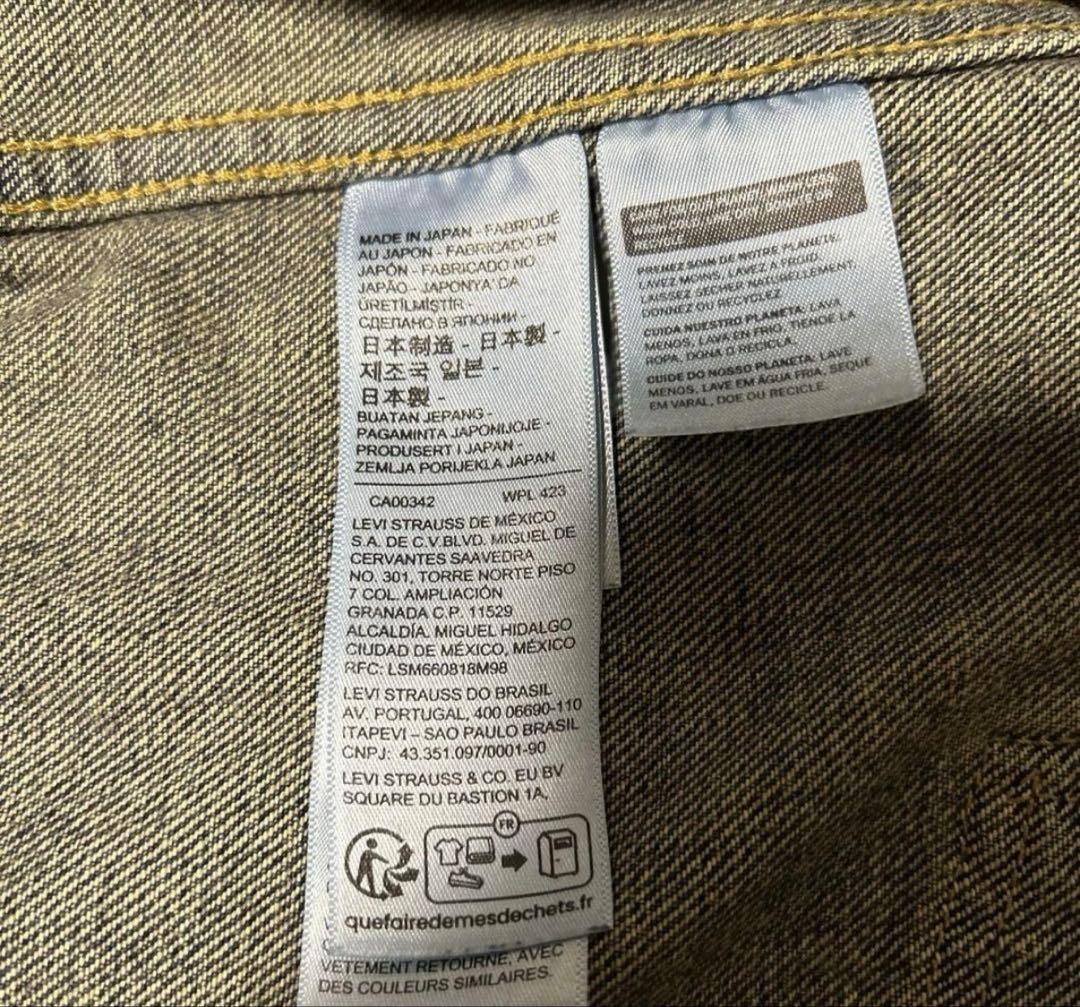 MADE IN JAPAN - FABRIQUÉ
AU JAPON - FABRICADO EN
JAPÓN - FABRICADO NO
JAPÃO - JAPONYA' DA
ÜRETİLMİŞTİR -
СДЕЛАНО В ЯПОНИИ -
日本制造 - 日本製 -
제조국 일본 -
日本製 -
BUATAN JEPANG -
PAGAMINTA JAPONIJOJE -
PRODUSERT I JAPAN -
ZEMLJA PORIJEKLA JAPAN
CA00342 WPL 423
LEVI STRAUSS DE MÉXICO
S.A. DE C.V.BLVD. MIGUEL DE
CERVANTES SAAVEDRA
NO. 301, TORRE NORTE PISO
7 COL. AMPLIACIÓN
GRANADA C.P. 11529
ALCALDÍA. MIGUEL HIDALGO
CIUDAD DE MÉXICO, MÉXICO
RFC: LSM660818M98
LEVI STRAUSS DO BRASIL
AV. PORTUGAL, 400 06690-110
ITAPEVI – SAO PAULO BRASIL
CNPJ: 43.351.097/0001-90
LEVI STRAUSS & CO. EU BV
SQUARE DU BASTION 1A,
FR
quefairedemesdechets.fr
VÊTEMENT RETOURNÉ, AVEC
DES COULEURS SIMILAIRES.
PRENEZ SOIN DE NOTRE PLANÈTE.
LAVEZ MOINS, LAVEZ À FROID,
LAISSEZ SÉCHER NATURELLEMENT,
DONNEZ OU RECYCLEZ
CUIDA NUESTRO PLANETA: LAVA
MENOS, LAVA EN FRIO, TIENDE LA
ROPA, DONA O RECICLA.
CUIDE DO NOSSO PLANETA: LAVE
MENOS, LAVE EM ÁGUA FRIA, SEQUE
EM VARAL, DOE OU RECICLE.